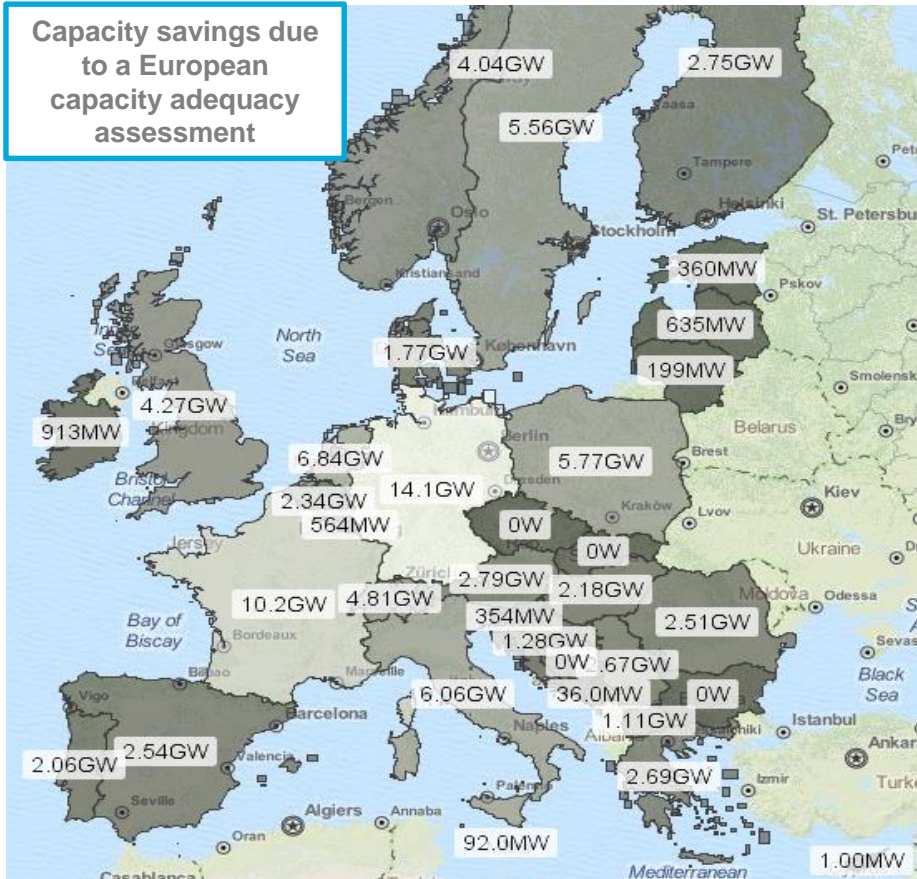 Capacity savings due
to a European
capacity adequacy
assessment
4.04GW
2.75GW
5.56GW
Tampere
Bergen
Oslo
Helsinki
Stockholm
St. Petersbu
Kristiansand
360MW
Pskov
635MW
North
Sea
Glasgow
1.77GW
København
199MW
Smolensk
Belfast
4.27GW
913MW
Kingdom
Belarus
Berlin
Brest
6.84GW
5.77GW
Bristol
Channel
2.34GW
14.1GW
Dresden
564MW
Kraków
Lvov
Kiev
0W
Jersey
0W
Ukraine
2.79GW
2.18GW
10.2GW
4.81GW
Moldova
Odessa
354MW
2.51GW
Bay of
Biscay
Bordeaux
1.28GW
0W
2.67GW
Bilbao
Marseille
6.06GW
36.0MW
0W
Black
Sea
Vigo
Barcelona
1.11GW
Istanbul
Naples
2.06GW
2.54GW
Valencia
2.69GW
Izmir
Seville
Algiers
Annaba
Oran
92.0MW
Casablanca
Mediterranean
1.00MW